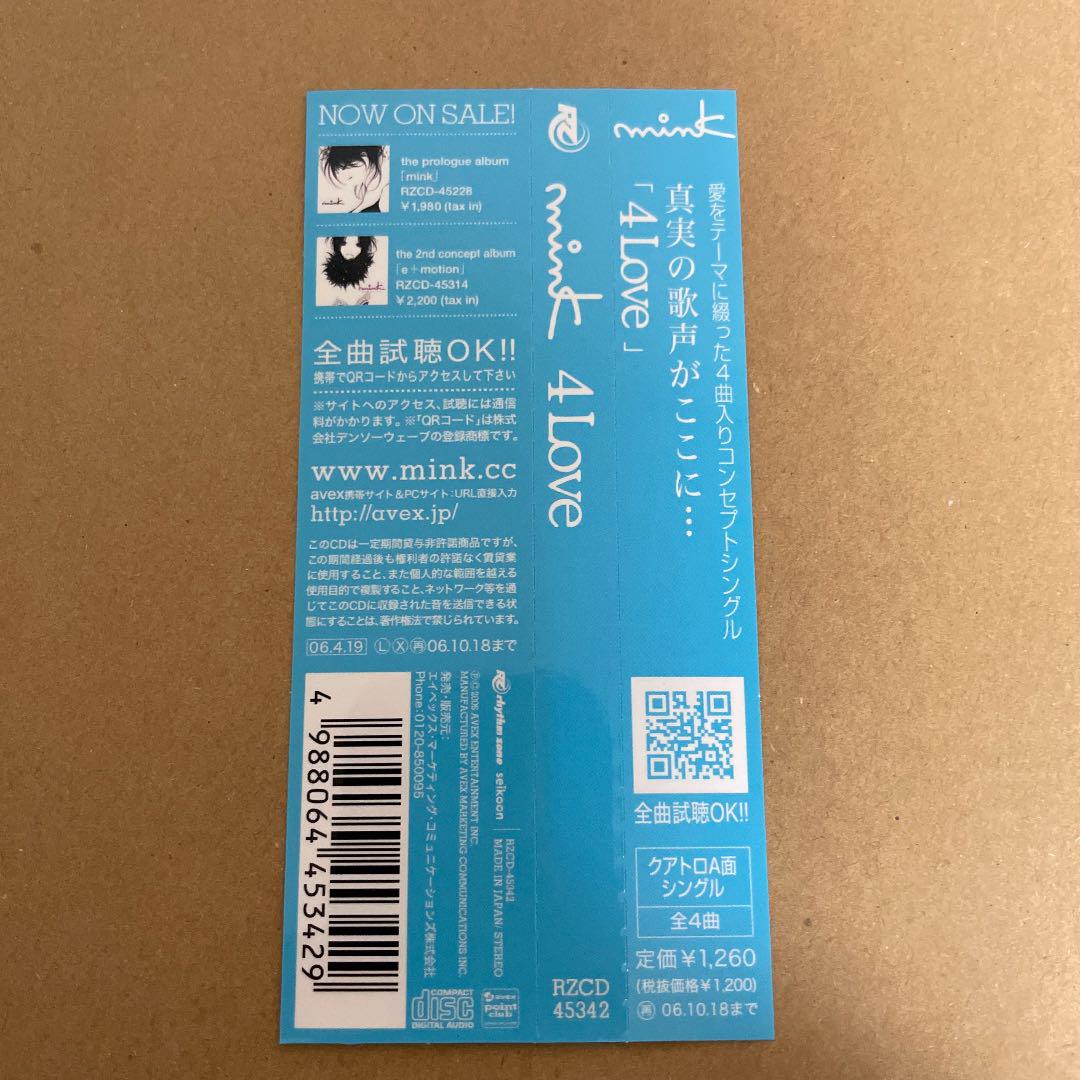 NOW ON SALE!
the prologue album
「mink」
RZCD-45228
¥1,980 (tax in)
mink
the 2nd concept album
「e+motion」
RZCD-45314
¥2,200 (tax in)
mink
全曲試聴OK!!
携帯でQRコードからアクセスして下さい
※サイトへのアクセス、試聴には通信
料がかかります。※「QRコード」は株式
会社デンソーウェーブの登録商標です。
www.mink.cc
avex携帯サイト&PCサイト:URL直接入力
http://avex.jp/
このCDは一定期間貸与非許諾商品ですが、
この期間経過後も権利者の許諾なく賃貸業
に使用すること、また個人的な範囲を越える
使用目的で複製すること、ネットワーク等を通
じてこのCDに収録された音を送信できる状
態にすることは、著作権法で禁じられています。
06.4.19 Ⓛ Ⓧ ㊢06.10.18まで
rhythm zone seikoon
RZCD-45342
MADE IN JAPAN/ STEREO
Ⓟ© 2006 AVEX ENTERTAINMENT INC.
MANUFACTURED BY AVEX MARKETING COMMUNICATIONS INC.
発売・販売元:
エイベックス・マーケティング・コミュニケーションズ株式会社
Phone:0120-850095
4 988064 453429
COMPACT
disc
DIGITAL AUDIO
avex
point
club
RZ
mink 4 Love
RZCD
45342
mink
愛をテーマに綴った4曲入りコンセプトシングル
真実の歌声がここに…
「4 Love」
全曲試聴OK!!
クアトロA面
シングル
全4曲
定価¥1,260
(税抜価格¥1,200)
再 06.10.18まで